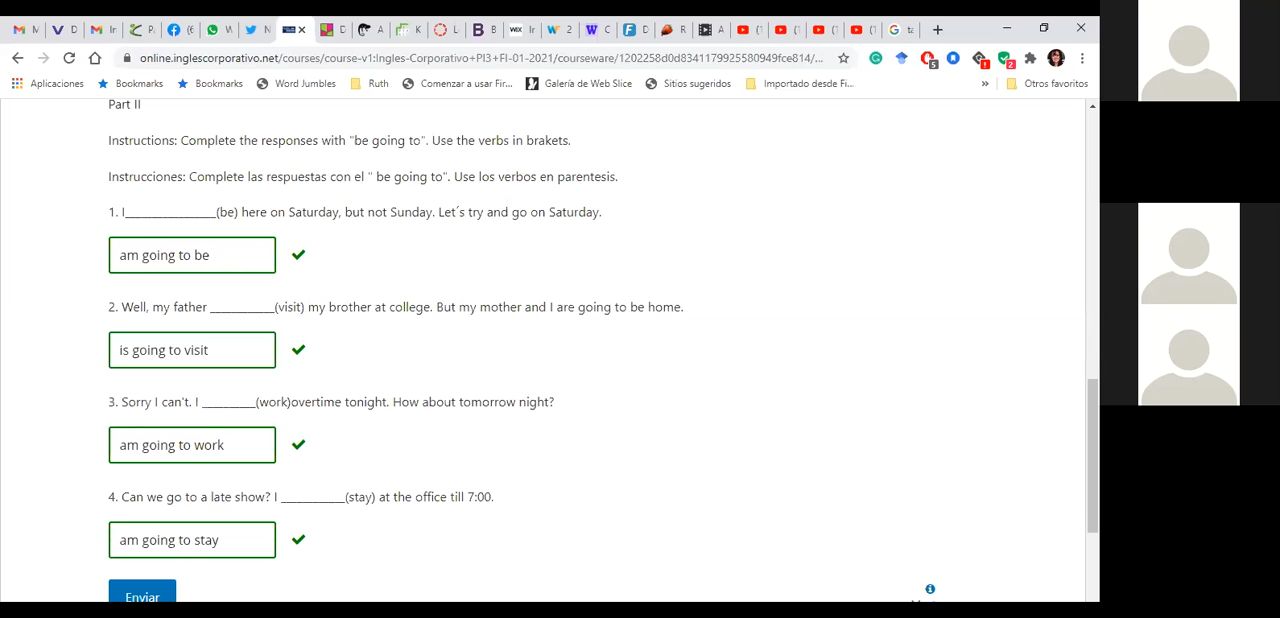 online.inglescorporativo.net/courses/course-v1:Ingles-Corporativo+PI3+FI-01-2021/courseware/1202258d0d8341179925580949fce814/...
Aplicaciones Bookmarks Bookmarks Word Jumbles Ruth Comenzar a usar Fir... Galería de Web Slice Sitios sugeridos Importado desde Fi... » Otros favoritos
Part II
Instructions: Complete the responses with "be going to". Use the verbs in brakets.
Instrucciones: Complete las respuestas con el " be going to". Use los verbos en parentesis.
1. I________________(be) here on Saturday, but not Sunday. Let´s try and go on Saturday.
am going to be
2. Well, my father ___________(visit) my brother at college. But my mother and I are going to be home.
is going to visit
3. Sorry I can't. I _________(work)overtime tonight. How about tomorrow night?
am going to work
4. Can we go to a late show? I ___________(stay) at the office till 7:00.
am going to stay
Enviar